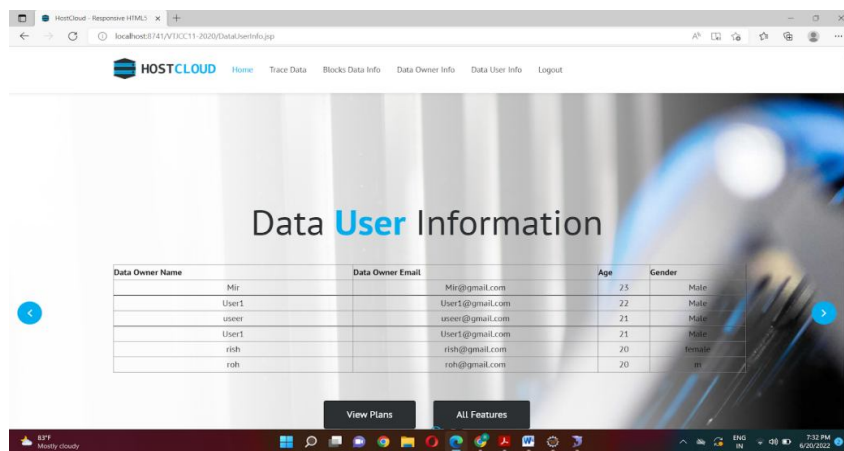 HostCloud - Responsive HTML5
localhost:8741/VTJCC11-2020/DataUserInfo.jsp
HOSTCLOUD Home Trace Data Blocks Data Info Data Owner Info Data User Info Logout
Data User Information
Data Owner Name Data Owner Email Age Gender
Mir Mir@gmail.com 23 Male
User1 User1@gmail.com 22 Male
useer useer@gmail.com 21 Male
User1 User1@gmail.com 21 Male
rish rish@gmail.com 20 female
roh roh@gmail.com 20 m
View Plans All Features
83°F
Mostly cloudy
ENG
IN
7:32 PM
6/20/2022